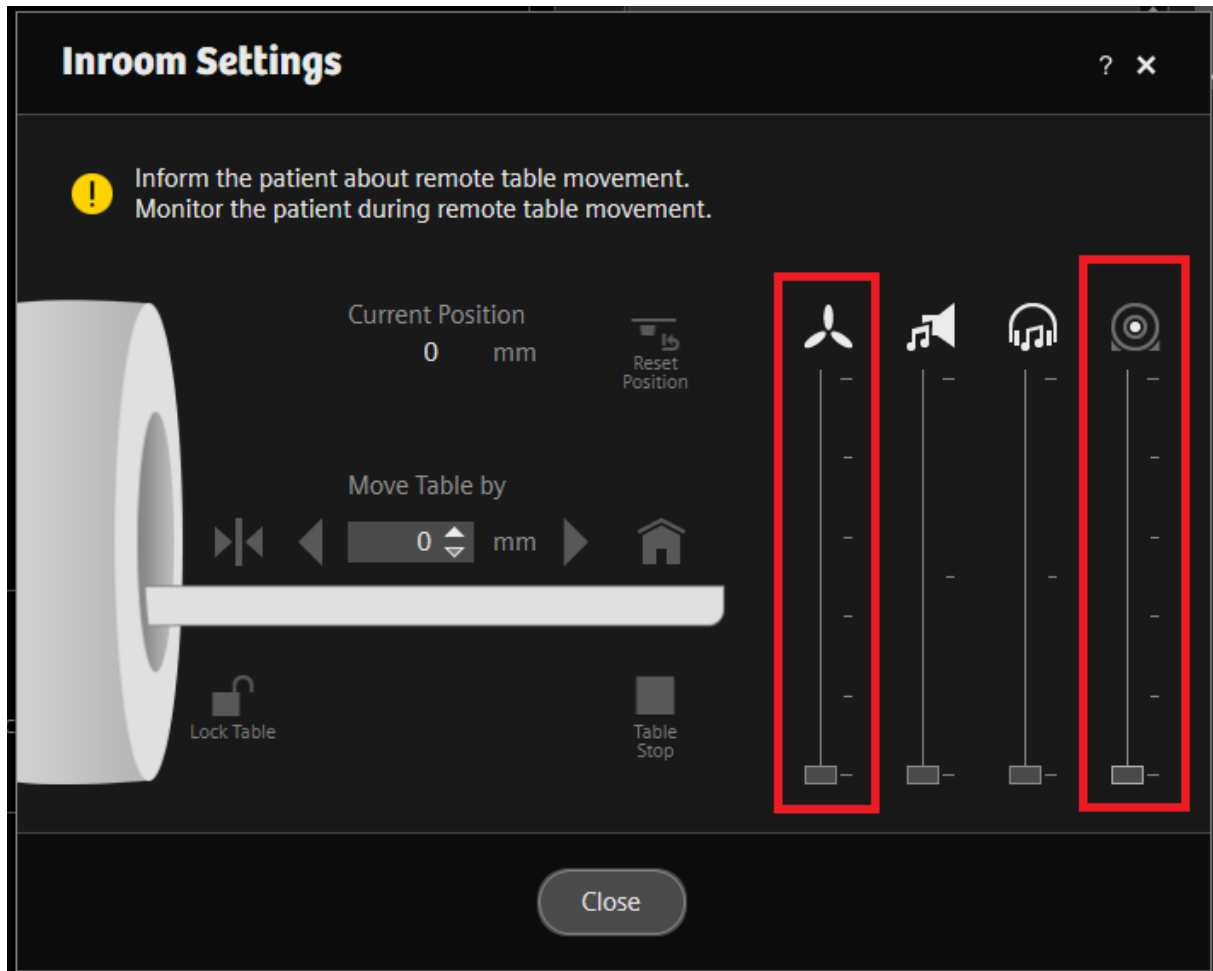 Inroom Settings
?
Inform the patient about remote table movement.
Monitor the patient during remote table movement.
Current Position
0 mm
Reset
Position
Move Table by
0 mm
Lock Table
Table
Stop
Close